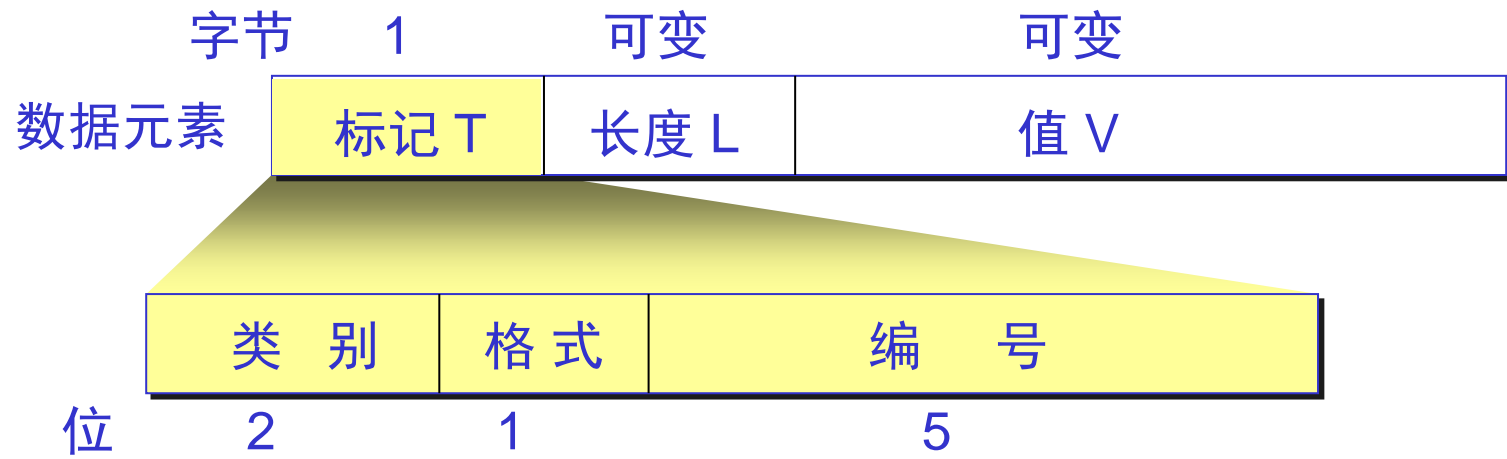 字节 1 可变 可变
数据元素 标记 T 长度 L 值 V
类 别 格 式 编 号
位 2 1 5